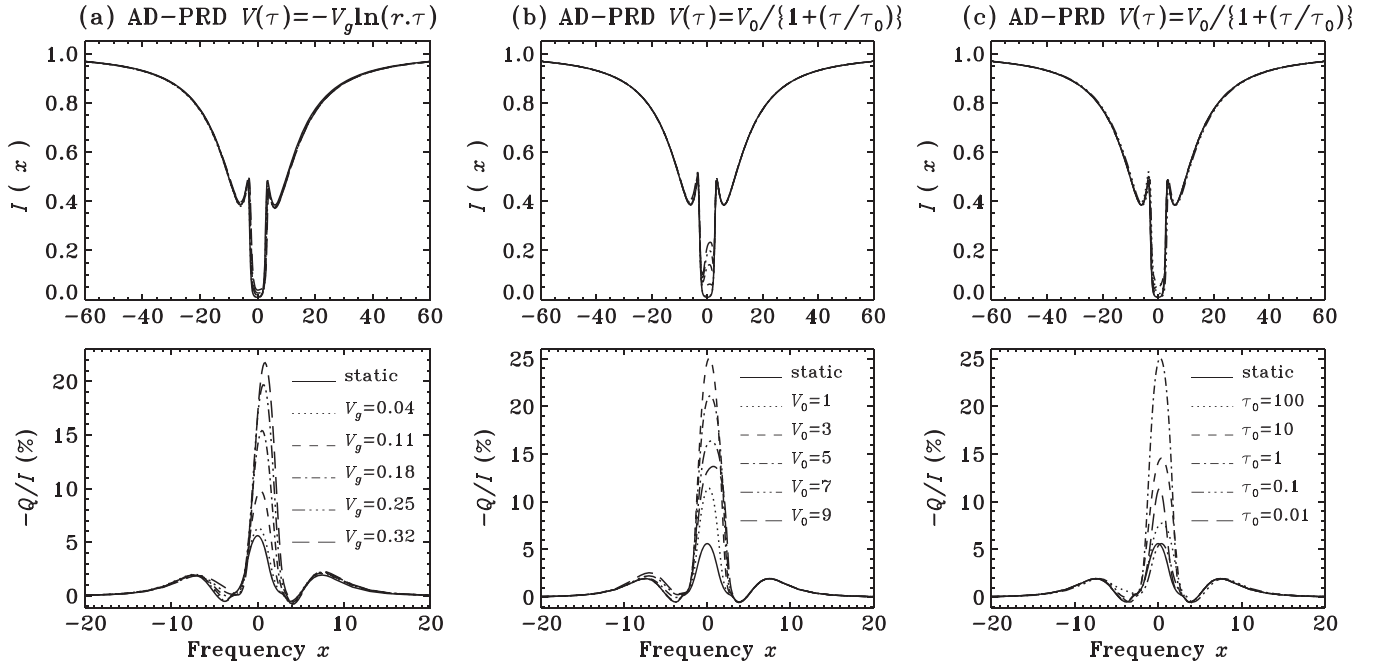 (a) AD-PRD V(τ)=-V_g ln(r.τ)
(b) AD-PRD V(τ)=V_0/{1+(τ/τ_0)}
(c) AD-PRD V(τ)=V_0/{1+(τ/τ_0)}
I ( x )
1.0
0.8
0.6
0.4
0.2
0.0
-60 -40 -20 0 20 40 60
I ( x )
1.0
0.8
0.6
0.4
0.2
0.0
-60 -40 -20 0 20 40 60
I ( x )
1.0
0.8
0.6
0.4
0.2
0.0
-60 -40 -20 0 20 40 60
-Q/I (%)
20
15
10
5
0
static
V_g=0.04
V_g=0.11
V_g=0.18
V_g=0.25
V_g=0.32
-20 -10 0 10 20
Frequency x
-Q/I (%)
25
20
15
10
5
0
static
V_0=1
V_0=3
V_0=5
V_0=7
V_0=9
-20 -10 0 10 20
Frequency x
-Q/I (%)
25
20
15
10
5
0
static
τ_0=100
τ_0=10
τ_0=1
τ_0=0.1
τ_0=0.01
-20 -10 0 10 20
Frequency x